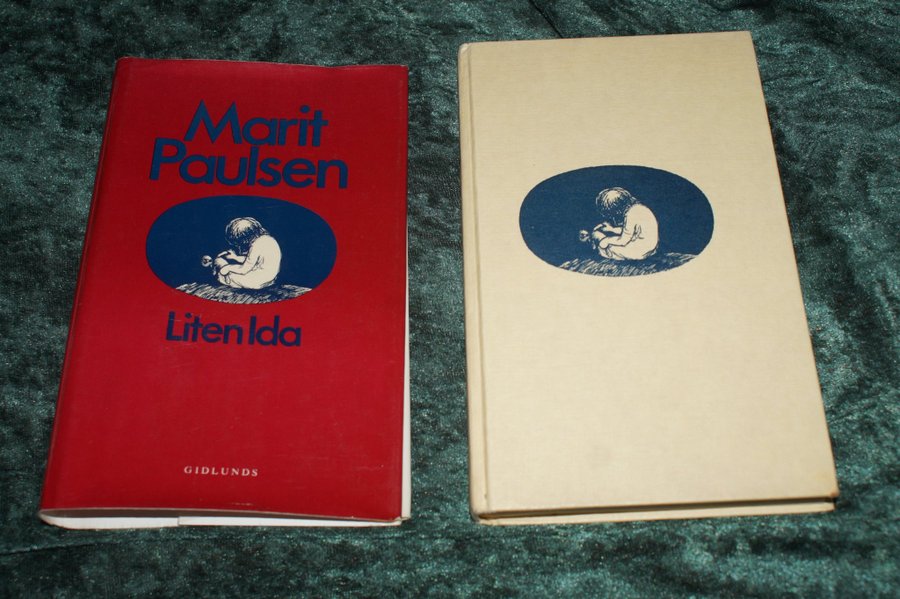 Marit
Paulsen
Liten Ida
GIDLUNDS